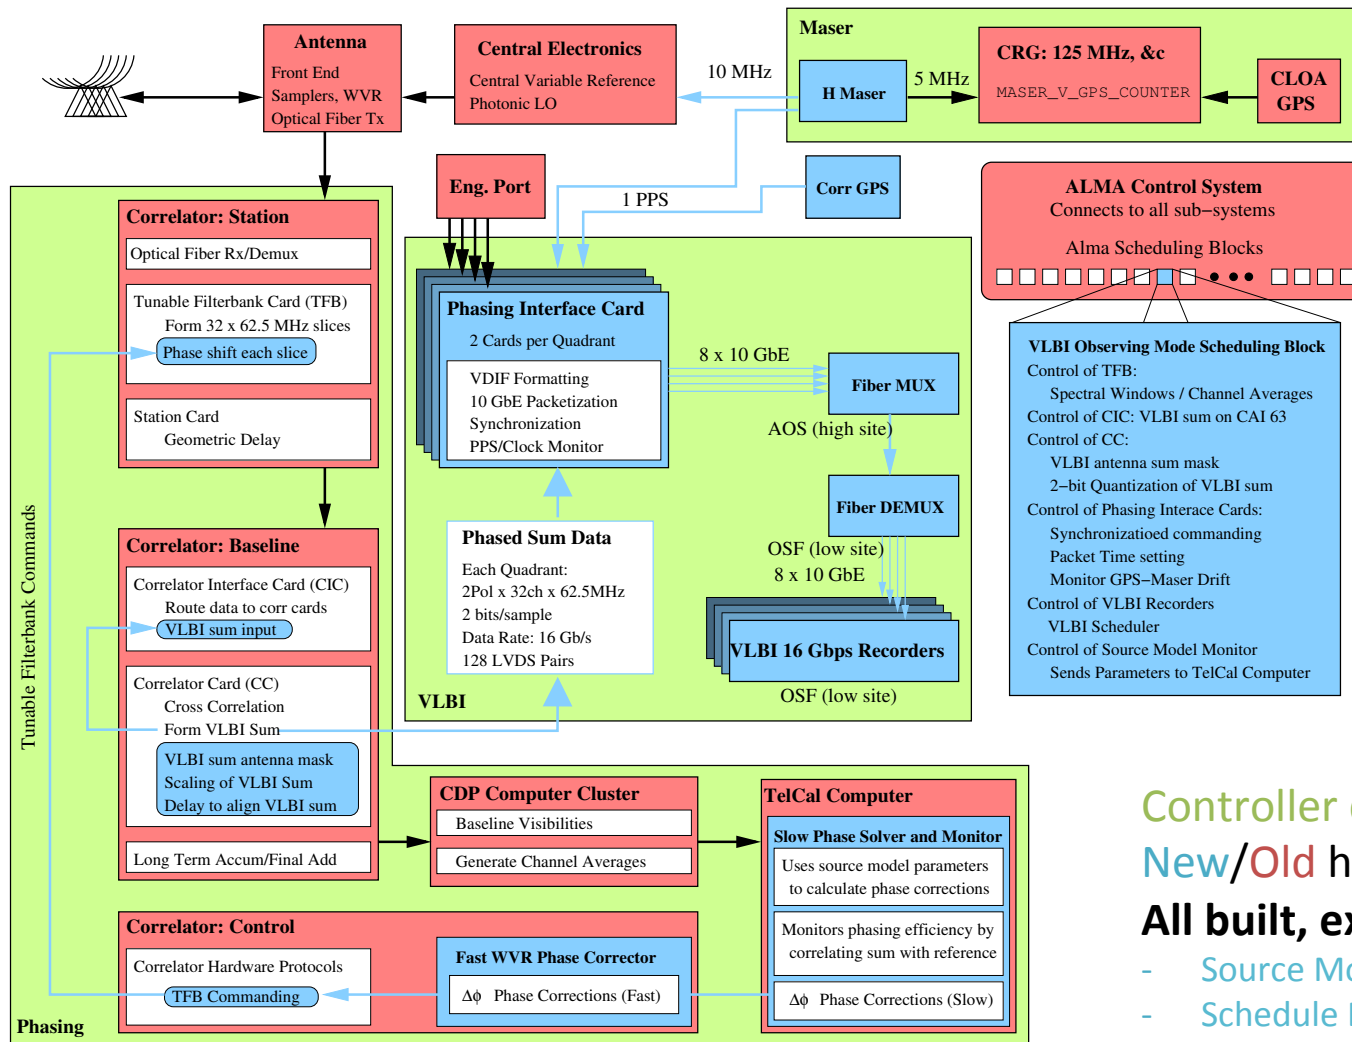 Antenna
Front End
Samplers, WVR
Optical Fiber Tx
Central Electronics
Central Variable Reference
Photonic LO
10 MHz
Maser
H Maser
5 MHz
CRG: 125 MHz, &c
MASER_V_GPS_COUNTER
CLOA
GPS
Eng. Port
1 PPS
Corr GPS
ALMA Control System
Connects to all sub-systems
Alma Scheduling Blocks
VLBI Observing Mode Scheduling Block
Control of TFB:
Spectral Windows / Channel Averages
Control of CIC: VLBI sum on CAI 63
Control of CC:
VLBI antenna sum mask
2-bit Quantization of VLBI sum
Control of Phasing Interace Cards:
Synchronizatioed commanding
Packet Time setting
Monitor GPS-Maser Drift
Control of VLBI Recorders
VLBI Scheduler
Control of Source Model Monitor
Sends Parameters to TelCal Computer
Correlator: Station
Optical Fiber Rx/Demux
Tunable Filterbank Card (TFB)
Form 32 x 62.5 MHz slices
Phase shift each slice
Station Card
Geometric Delay
Tunable Filterbank Commands
Correlator: Baseline
Correlator Interface Card (CIC)
Route data to corr cards
VLBI sum input
Correlator Card (CC)
Cross Correlation
Form VLBI Sum
VLBI sum antenna mask
Scaling of VLBI Sum
Delay to align VLBI sum
Long Term Accum/Final Add
Phasing Interface Card
2 Cards per Quadrant
VDIF Formatting
10 GbE Packetization
Synchronization
PPS/Clock Monitor
8 x 10 GbE
Fiber MUX
AOS (high site)
Fiber DEMUX
OSF (low site)
8 x 10 GbE
VLBI 16 Gbps Recorders
OSF (low site)
Phased Sum Data
Each Quadrant:
2Pol x 32ch x 62.5MHz
2 bits/sample
Data Rate: 16 Gb/s
128 LVDS Pairs
VLBI
CDP Computer Cluster
Baseline Visibilities
Generate Channel Averages
TelCal Computer
Slow Phase Solver and Monitor
Uses source model parameters
to calculate phase corrections
Monitors phasing efficiency by
correlating sum with reference
Δϕ Phase Corrections (Slow)
Correlator: Control
Correlator Hardware Protocols
TFB Commanding
Fast WVR Phase Corrector
Δϕ Phase Corrections (Fast)
Phasing
Controller
New/Old h
All built, ex
- Source Mo
- Schedule